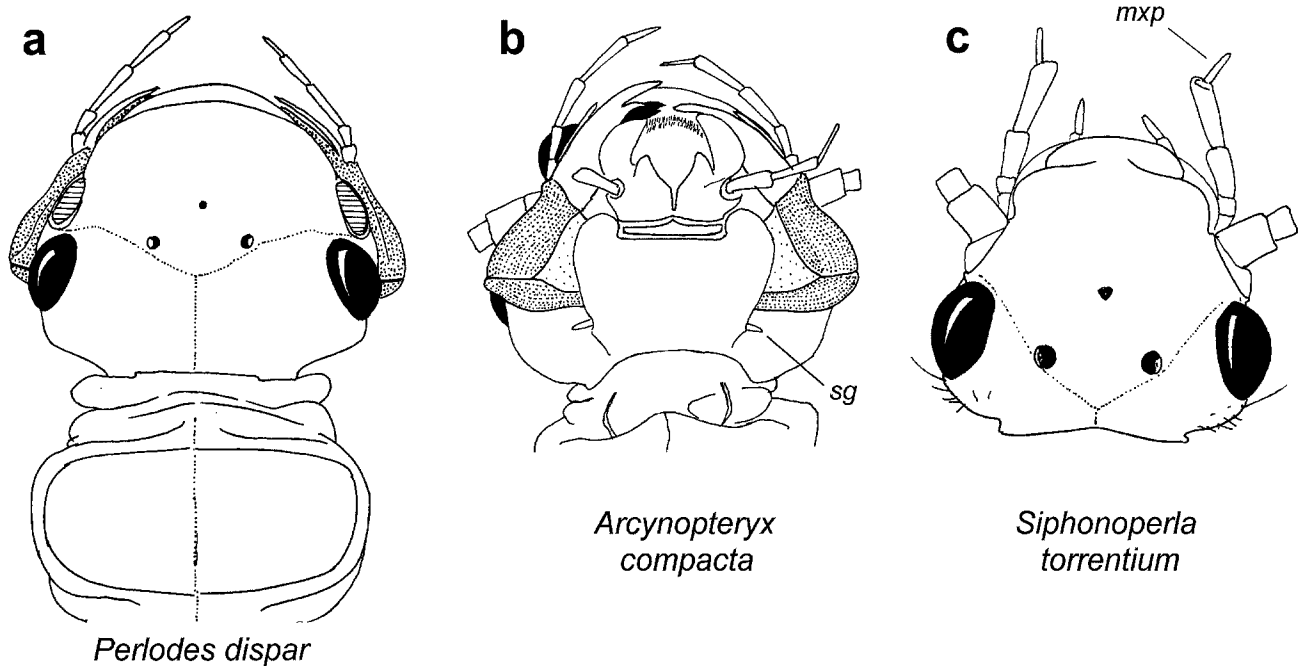 a
b
c
mxp
sg
Arcynopteryx
compacta
Siphonoperla
torrentium
Perlodes dispar